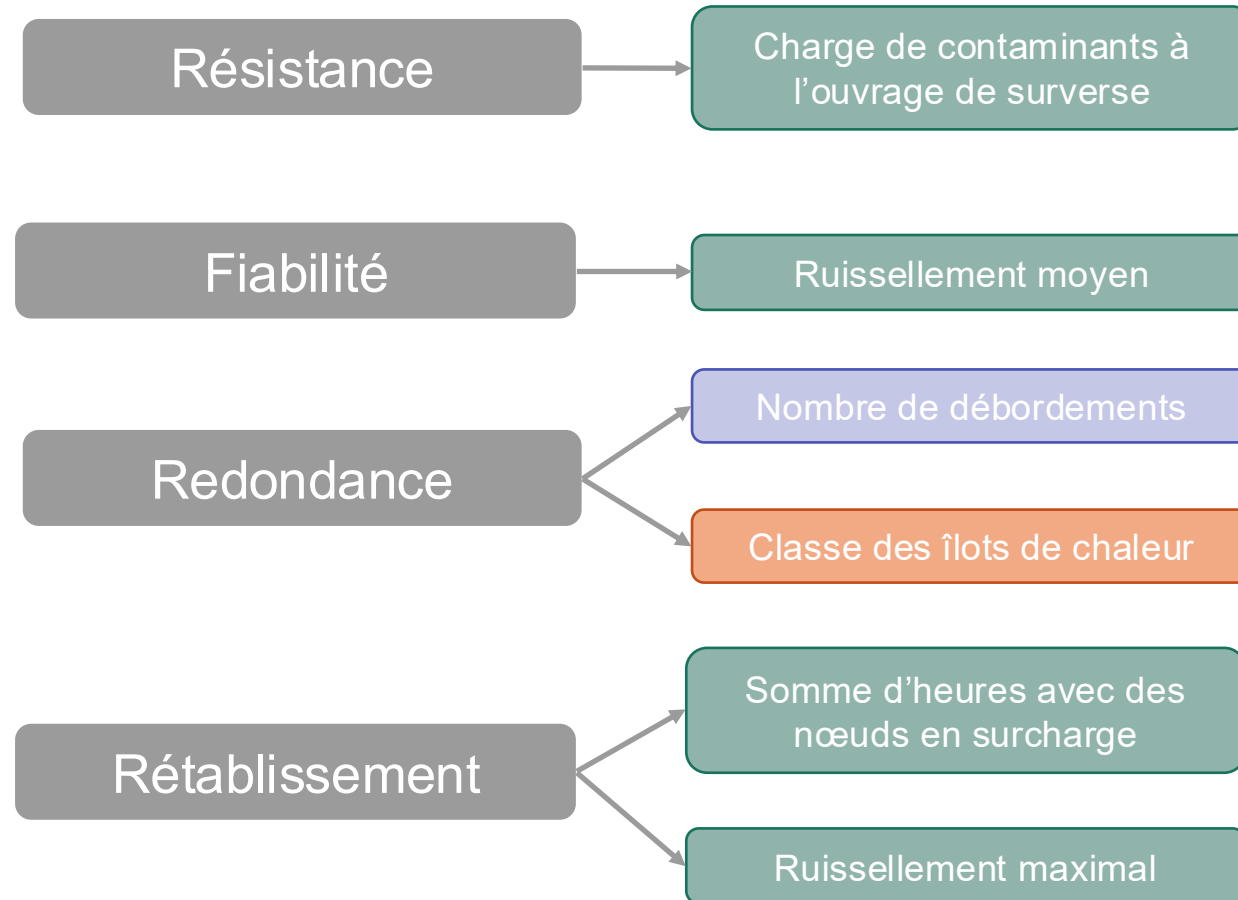 Résistance
Charge de contaminants à
l’ouvrage de surverse
Fiabilité
Ruissellement moyen
Redondance
Nombre de débordements
Classe des îlots de chaleur
Rétablissement
Somme d’heures avec des
nœuds en surcharge
Ruissellement maximal